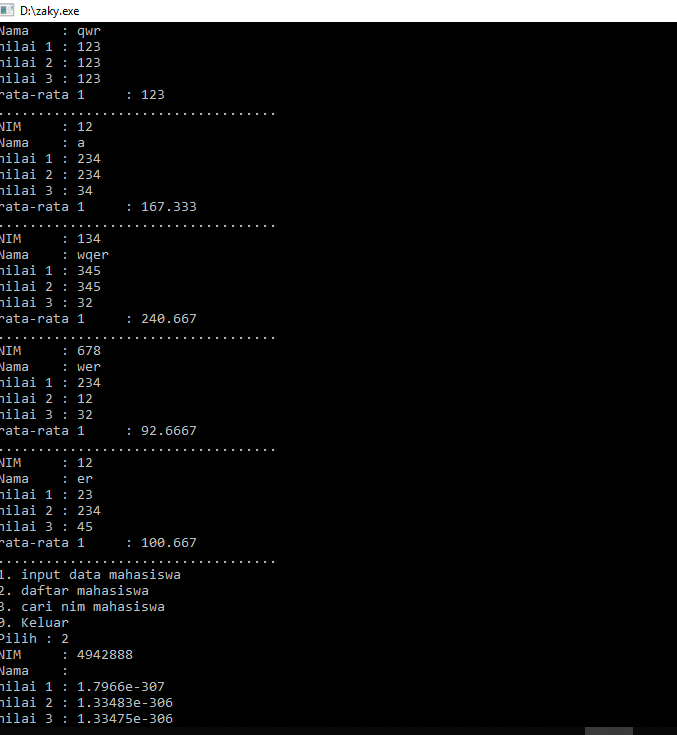 D:\zaky.exe
Nama    : qwr
nilai 1 : 123
nilai 2 : 123
nilai 3 : 123
rata-rata 1     : 123
...................................
NIM     : 12
Nama    : a
nilai 1 : 234
nilai 2 : 234
nilai 3 : 34
rata-rata 1     : 167.333
...................................
NIM     : 134
Nama    : wqer
nilai 1 : 345
nilai 2 : 345
nilai 3 : 32
rata-rata 1     : 240.667
...................................
NIM     : 678
Nama    : wer
nilai 1 : 234
nilai 2 : 12
nilai 3 : 32
rata-rata 1     : 92.6667
...................................
NIM     : 12
Nama    : er
nilai 1 : 23
nilai 2 : 234
nilai 3 : 45
rata-rata 1     : 100.667
...................................
1. input data mahasiswa
2. daftar mahasiswa
3. cari nim mahasiswa
0. Keluar
Pilih : 2
NIM     : 4942888
Nama    :
nilai 1 : 1.7966e-307
nilai 2 : 1.33483e-306
nilai 3 : 1.33475e-306